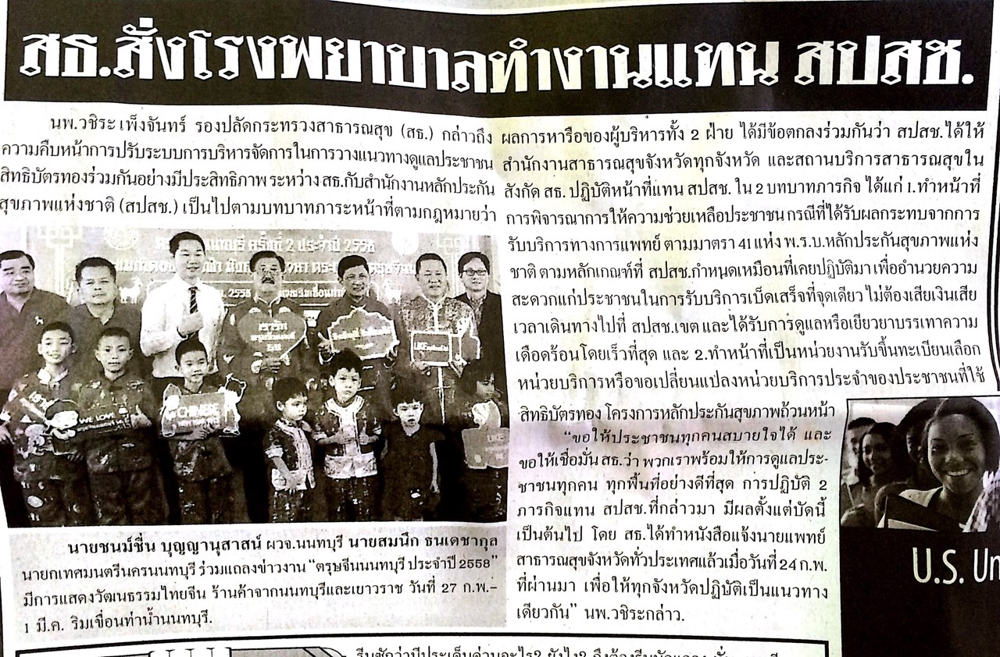 สธ.สั่งโรงพยาบาลทำงานแทน สปสช.
นพ.วชิระ เพ็งจันทร์ รองปลัดกระทรวงสาธารณสุข (สธ.) กล่าวถึง
ความคืบหน้าการปรับระบบการบริหารจัดการในการวางแนวทางดูแลประชาชน
สิทธิบัตรทองร่วมกันอย่างมีประสิทธิภาพ ระหว่าง สธ.กับสำนักงานหลักประกัน
สุขภาพแห่งชาติ (สปสช.) เป็นไปตามบทบาทภาระหน้าที่ตามกฎหมายว่า
นนทบุรี ครั้งที่ 2 ประจำปี 2558
WE LOVE
CHINESE
LIKE
นายชนม์ชื่น บุญญานุสาสน์ ผวจ.นนทบุรี นายสมนึก ธนเดชากุล
นายกเทศมนตรีนครนนทบุรี ร่วมแถลงข่าวงาน “ตรุษจีนนนทบุรี ประจำปี 2558”
มีการแสดงวัฒนธรรมไทยจีน ร้านค้าจากนนทบุรีและเยาวราช วันที่ 27 ก.พ.-
1 มี.ค. ริมเขื่อนท่าน้ำนนทบุรี.
ผลการหารือของผู้บริหารทั้ง 2 ฝ่าย ได้มีข้อตกลงร่วมกันว่า สปสช.ได้ให้
สำนักงานสาธารณสุขจังหวัดทุกจังหวัด และสถานบริการสาธารณสุขใน
สังกัด สธ. ปฏิบัติหน้าที่แทน สปสช. ใน 2 บทบาทภารกิจ ได้แก่ 1.ทำหน้าที่
การพิจารณาการให้ความช่วยเหลือประชาชน กรณีที่ได้รับผลกระทบจากการ
รับบริการทางการแพทย์ ตามมาตรา 41 แห่ง พ.ร.บ.หลักประกันสุขภาพแห่ง
ชาติ ตามหลักเกณฑ์ที่ สปสช.กำหนดเหมือนที่เคยปฏิบัติมา เพื่ออำนวยความ
สะดวกแก่ประชาชนในการรับบริการเบ็ดเสร็จที่จุดเดียว ไม่ต้องเสียเงินเสีย
เวลาเดินทางไปที่ สปสช.เขต และได้รับการดูแลหรือเยียวยาบรรเทาความ
เดือดร้อนโดยเร็วที่สุด และ 2.ทำหน้าที่เป็นหน่วยงานรับขึ้นทะเบียนเลือก
หน่วยบริการหรือขอเปลี่ยนแปลงหน่วยบริการประจำของประชาชนที่ใช้
สิทธิบัตรทอง โครงการหลักประกันสุขภาพถ้วนหน้า
“ขอให้ประชาชนทุกคนสบายใจได้ และ
ขอให้เชื่อมั่น สธ.ว่า พวกเราพร้อมให้การดูแลประ-
ชาชนทุกคน ทุกพื้นที่อย่างดีที่สุด การปฏิบัติ 2
ภารกิจแทน สปสช.ที่กล่าวมา มีผลตั้งแต่บัดนี้
เป็นต้นไป โดย สธ.ได้ทำหนังสือแจ้งนายแพทย์
สาธารณสุขจังหวัดทั่วประเทศแล้วเมื่อวันที่ 24 ก.พ.
ที่ผ่านมา เพื่อให้ทุกจังหวัดปฏิบัติเป็นแนวทาง
เดียวกัน” นพ.วชิระกล่าว.
U.S. Un